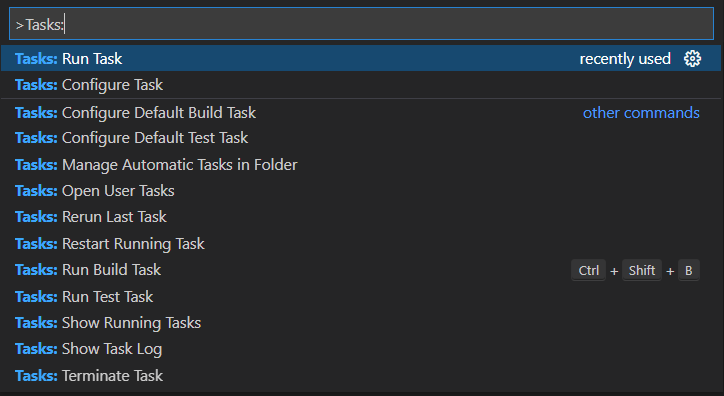 >Tasks:
Tasks: Run Task recently used
Tasks: Configure Task
Tasks: Configure Default Build Task other commands
Tasks: Configure Default Test Task
Tasks: Manage Automatic Tasks in Folder
Tasks: Open User Tasks
Tasks: Rerun Last Task
Tasks: Restart Running Task
Tasks: Run Build Task Ctrl + Shift + B
Tasks: Run Test Task
Tasks: Show Running Tasks
Tasks: Show Task Log
Tasks: Terminate Task